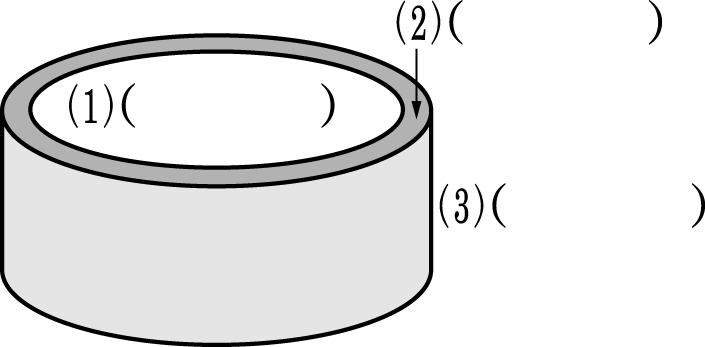 (2)( )
(1)( )
(3)( )